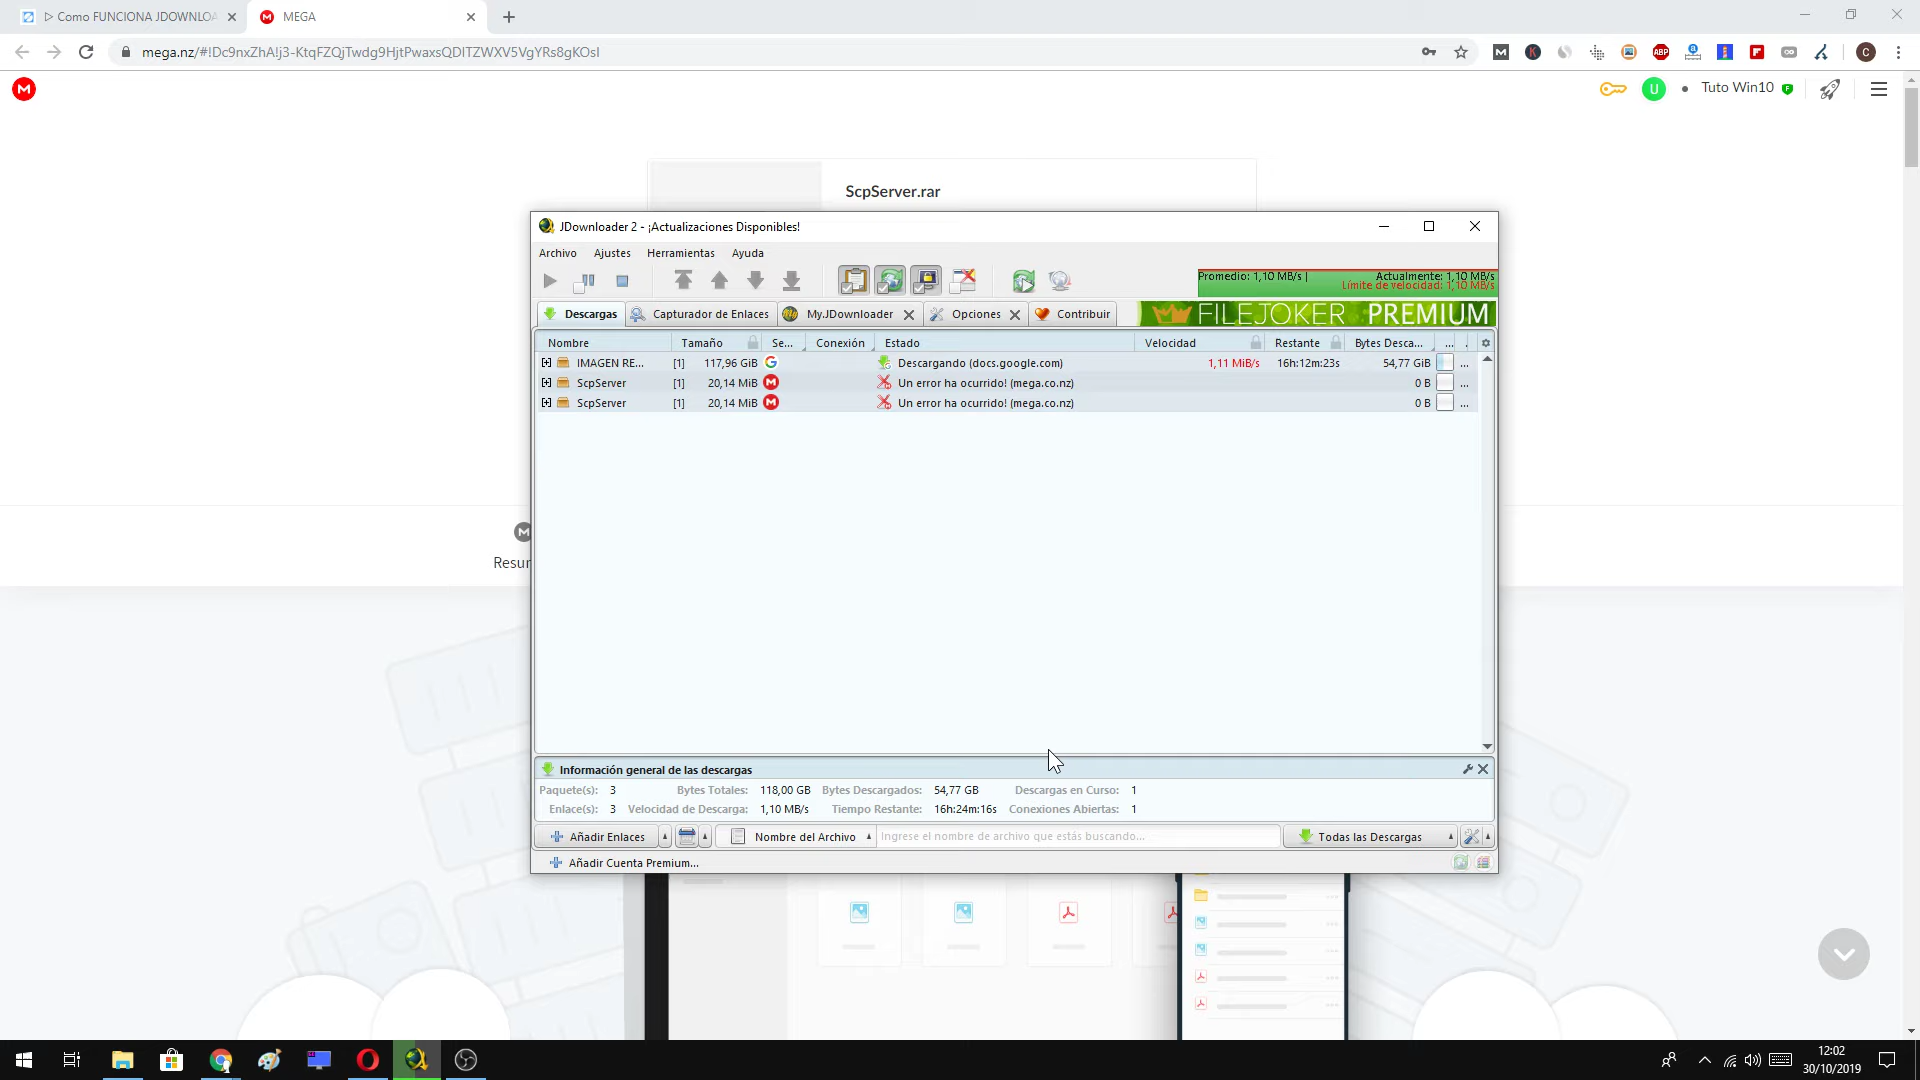 Como FUNCIONA JDOWNLOA
MEGA
mega.nz/#!Dc9nxZhA!j3-KtqFZQjTwdg9HjtPwaxsQDITZWXV5VgYRs8gKOsI
U
Tuto Win10
ScpServer.rar
JDownloader 2 - ¡Actualizaciones Disponibles!
Archivo Ajustes Herramientas Ayuda
Promedio: 1,10 MB/s | Actualmente: 1,10 MB/s
Límite de velocidad: 1,10 MB/s
Descargas Capturador de Enlaces My.JDownloader Opciones Contribuir FILEJOKER PREMIUM
Nombre Tamaño Se... Conexión Estado Velocidad Restante Bytes Desca... ... .
IMAGEN RE... [1] 117,96 GiB Descargando (docs.google.com) 1,11 MiB/s 16h:12m:23s 54,77 GiB ...
ScpServer [1] 20,14 MiB Un error ha ocurrido! (mega.co.nz) 0 B ...
ScpServer [1] 20,14 MiB Un error ha ocurrido! (mega.co.nz) 0 B ...
Resur
Información general de las descargas
Paquete(s): 3 Bytes Totales: 118,00 GB Bytes Descargados: 54,77 GB Descargas en Curso: 1
Enlace(s): 3 Velocidad de Descarga: 1,10 MB/s Tiempo Restante: 16h:24m:16s Conexiones Abiertas: 1
Añadir Enlaces Nombre del Archivo Ingrese el nombre de archivo que estás buscando... Todas las Descargas
Añadir Cuenta Premium...
12:02
30/10/2019